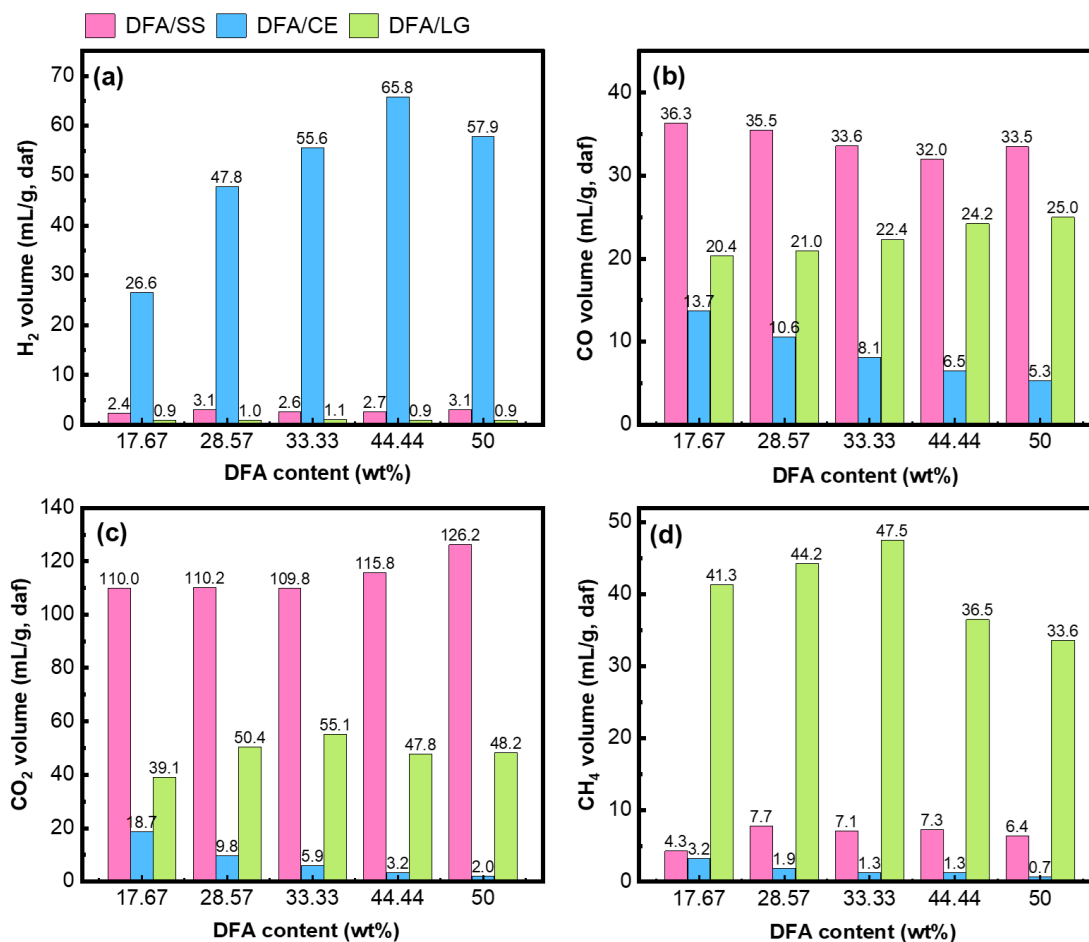 DFA/SS DFA/CE DFA/LG
(a)
H2 volume (mL/g, daf)
70
60
50
40
30
20
10
0
2.4 26.6 0.9
3.1 47.8 1.0
2.6 55.6 1.1
2.7 65.8 0.9
3.1 57.9 0.9
17.67 28.57 33.33 44.44 50
DFA content (wt%)
(b)
CO volume (mL/g, daf)
40
30
20
10
0
36.3 13.7 20.4
35.5 10.6 21.0
33.6 8.1 22.4
32.0 6.5 24.2
33.5 5.3 25.0
17.67 28.57 33.33 44.44 50
DFA content (wt%)
(c)
CO2 volume (mL/g, daf)
140
120
100
80
60
40
20
0
110.0 18.7 39.1
110.2 9.8 50.4
109.8 5.9 55.1
115.8 3.2 47.8
126.2 2.0 48.2
17.67 28.57 33.33 44.44 50
DFA content (wt%)
(d)
CH4 volume (mL/g, daf)
50
40
30
20
10
0
4.3 3.2 41.3
7.7 1.9 44.2
7.1 1.3 47.5
7.3 1.3 36.5
6.4 0.7 33.6
17.67 28.57 33.33 44.44 50
DFA content (wt%)